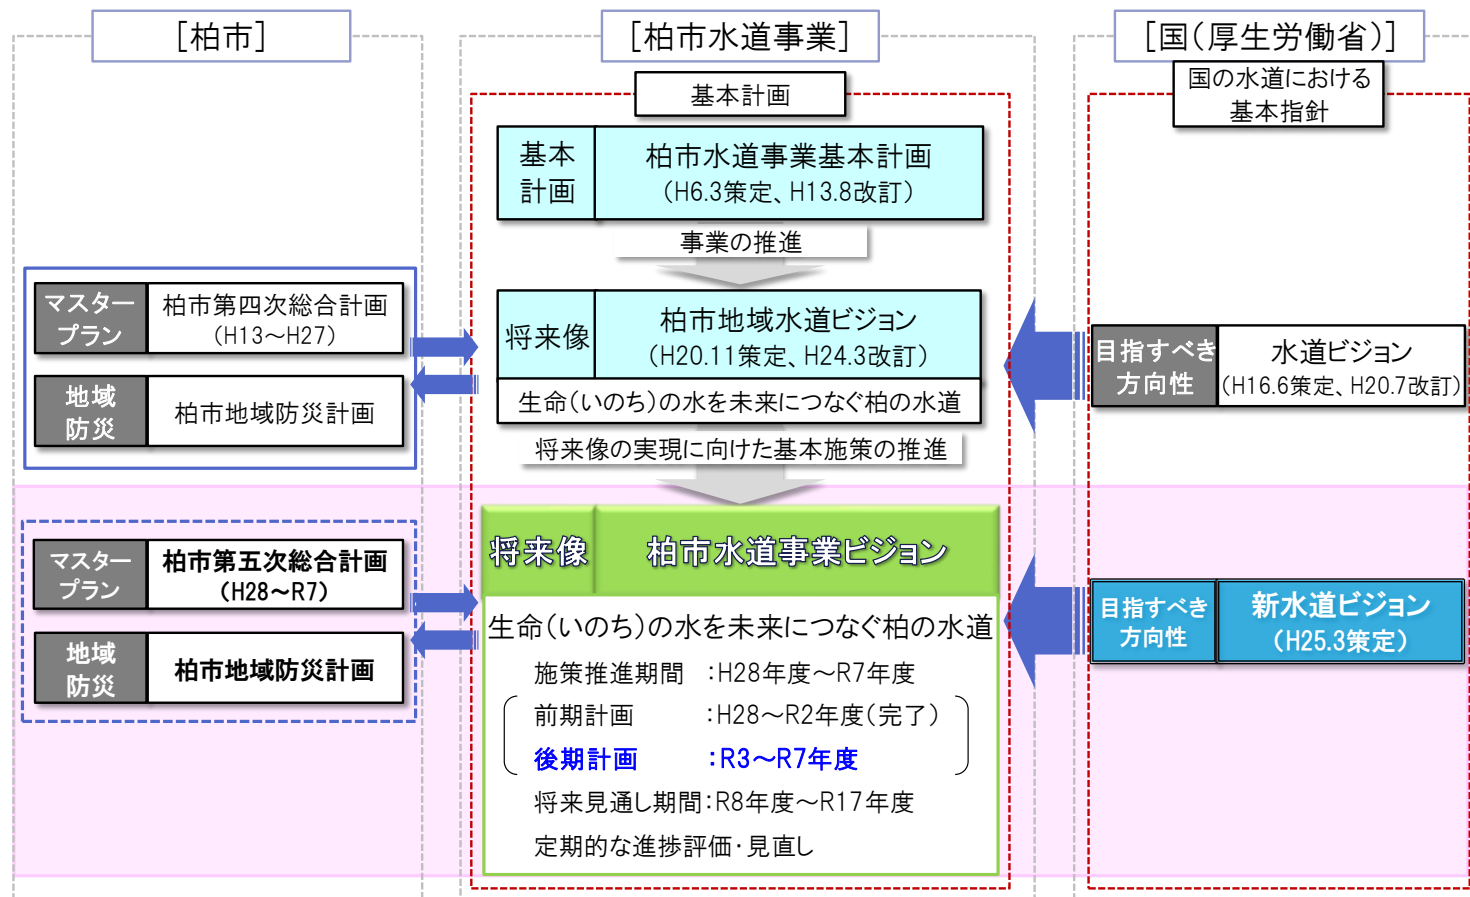 [柏市]
[柏市水道事業]
[国(厚生労働省)]
基本計画
国の水道における
基本指針
基本
計画
柏市水道事業基本計画
(H6.3策定、H13.8改訂)
事業の推進
マスター
プラン
柏市第四次総合計画
(H13～H27)
地域
防災
柏市地域防災計画
将来像
柏市地域水道ビジョン
(H20.11策定、H24.3改訂)
生命(いのち)の水を未来につなぐ柏の水道
目指すべき
方向性
水道ビジョン
(H16.6策定、H20.7改訂)
将来像の実現に向けた基本施策の推進
マスター
プラン
柏市第五次総合計画
(H28～R7)
地域
防災
柏市地域防災計画
将来像
柏市水道事業ビジョン
生命(いのち)の水を未来につなぐ柏の水道
施策推進期間 :H28年度～R7年度
前期計画 :H28～R2年度(完了)
後期計画 :R3～R7年度
将来見通し期間:R8年度～R17年度
定期的な進捗評価・見直し
目指すべき
方向性
新水道ビジョン
(H25.3策定)